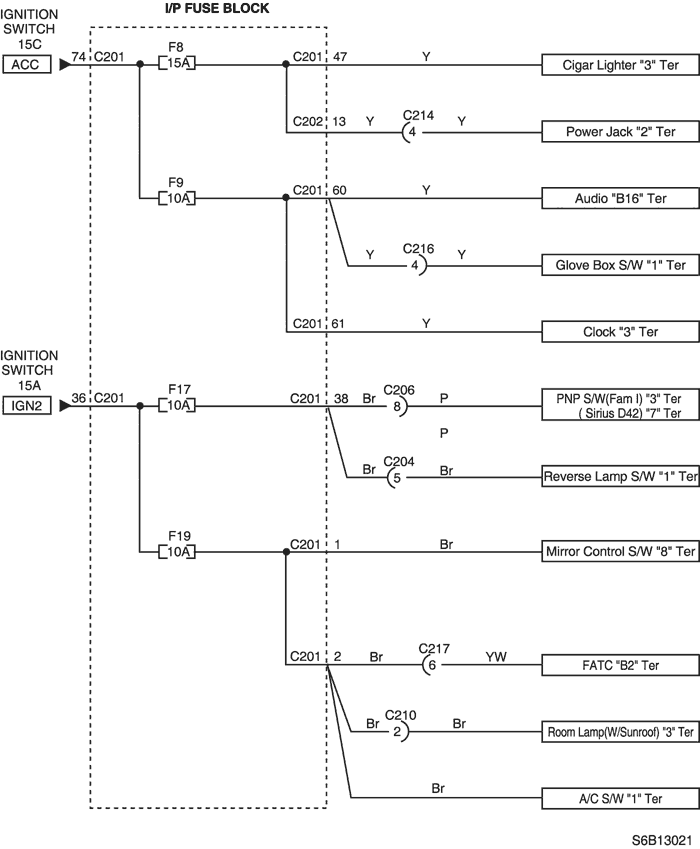 I/P FUSE BLOCK
IGNITION
SWITCH
15C
ACC
74 C201
F8
15A
C201 47 Y
Cigar Lighter "3" Ter
C202 13 Y C214 Y
4
Power Jack "2" Ter
F9
10A
C201 60 Y
Audio "B16" Ter
Y C216 Y
4
Glove Box S/W "1" Ter
C201 61 Y
Clock "3" Ter
IGNITION
SWITCH
15A
IGN2
36 C201
F17
10A
C201 38 Br C206 P
8
PNP S/W(Fam I) "3" Ter
( Sirius D42) "7" Ter
P
Br C204 Br
5
Reverse Lamp S/W "1" Ter
F19
10A
C201 1 Br
Mirror Control S/W "8" Ter
C201 2 Br C217 YW
6
FATC "B2" Ter
Br C210 Br
2
Room Lamp(W/Sunroof) "3" Ter
Br
A/C S/W "1" Ter
S6B13021